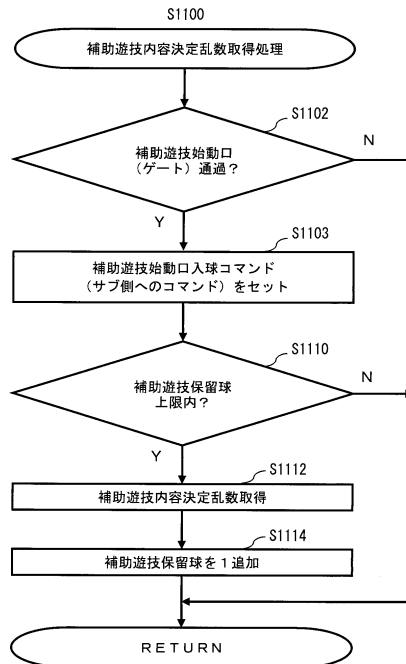 S1100
補助遊技内容決定乱数取得処理
S1102
補助遊技始動口
(ゲート)通過?
N
Y
S1103
補助遊技始動口入球コマンド
(サブ側へのコマンド)をセット
S1110
補助遊技保留球
上限内?
N
Y
S1112
補助遊技内容決定乱数取得
S1114
補助遊技保留球を1追加
RETURN